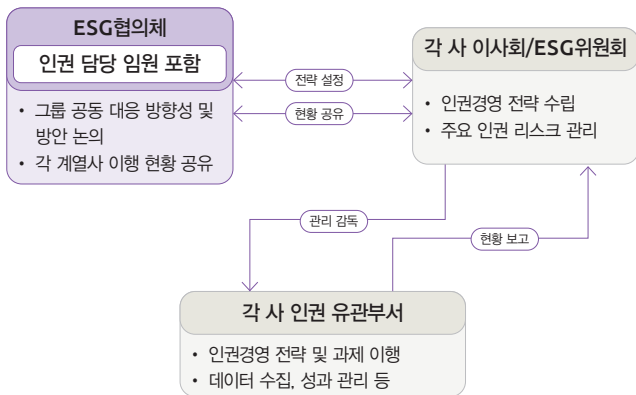 ESG협의체
인권 담당 임원 포함
• 그룹 공동 대응 방향성 및
방안 논의
• 각 계열사 이행 현황 공유
전략 설정
현황 공유
각 사 이사회/ESG위원회
• 인권경영 전략 수립
• 주요 인권 리스크 관리
관리 감독
현황 보고
각 사 인권 유관부서
• 인권경영 전략 및 과제 이행
• 데이터 수집, 성과 관리 등